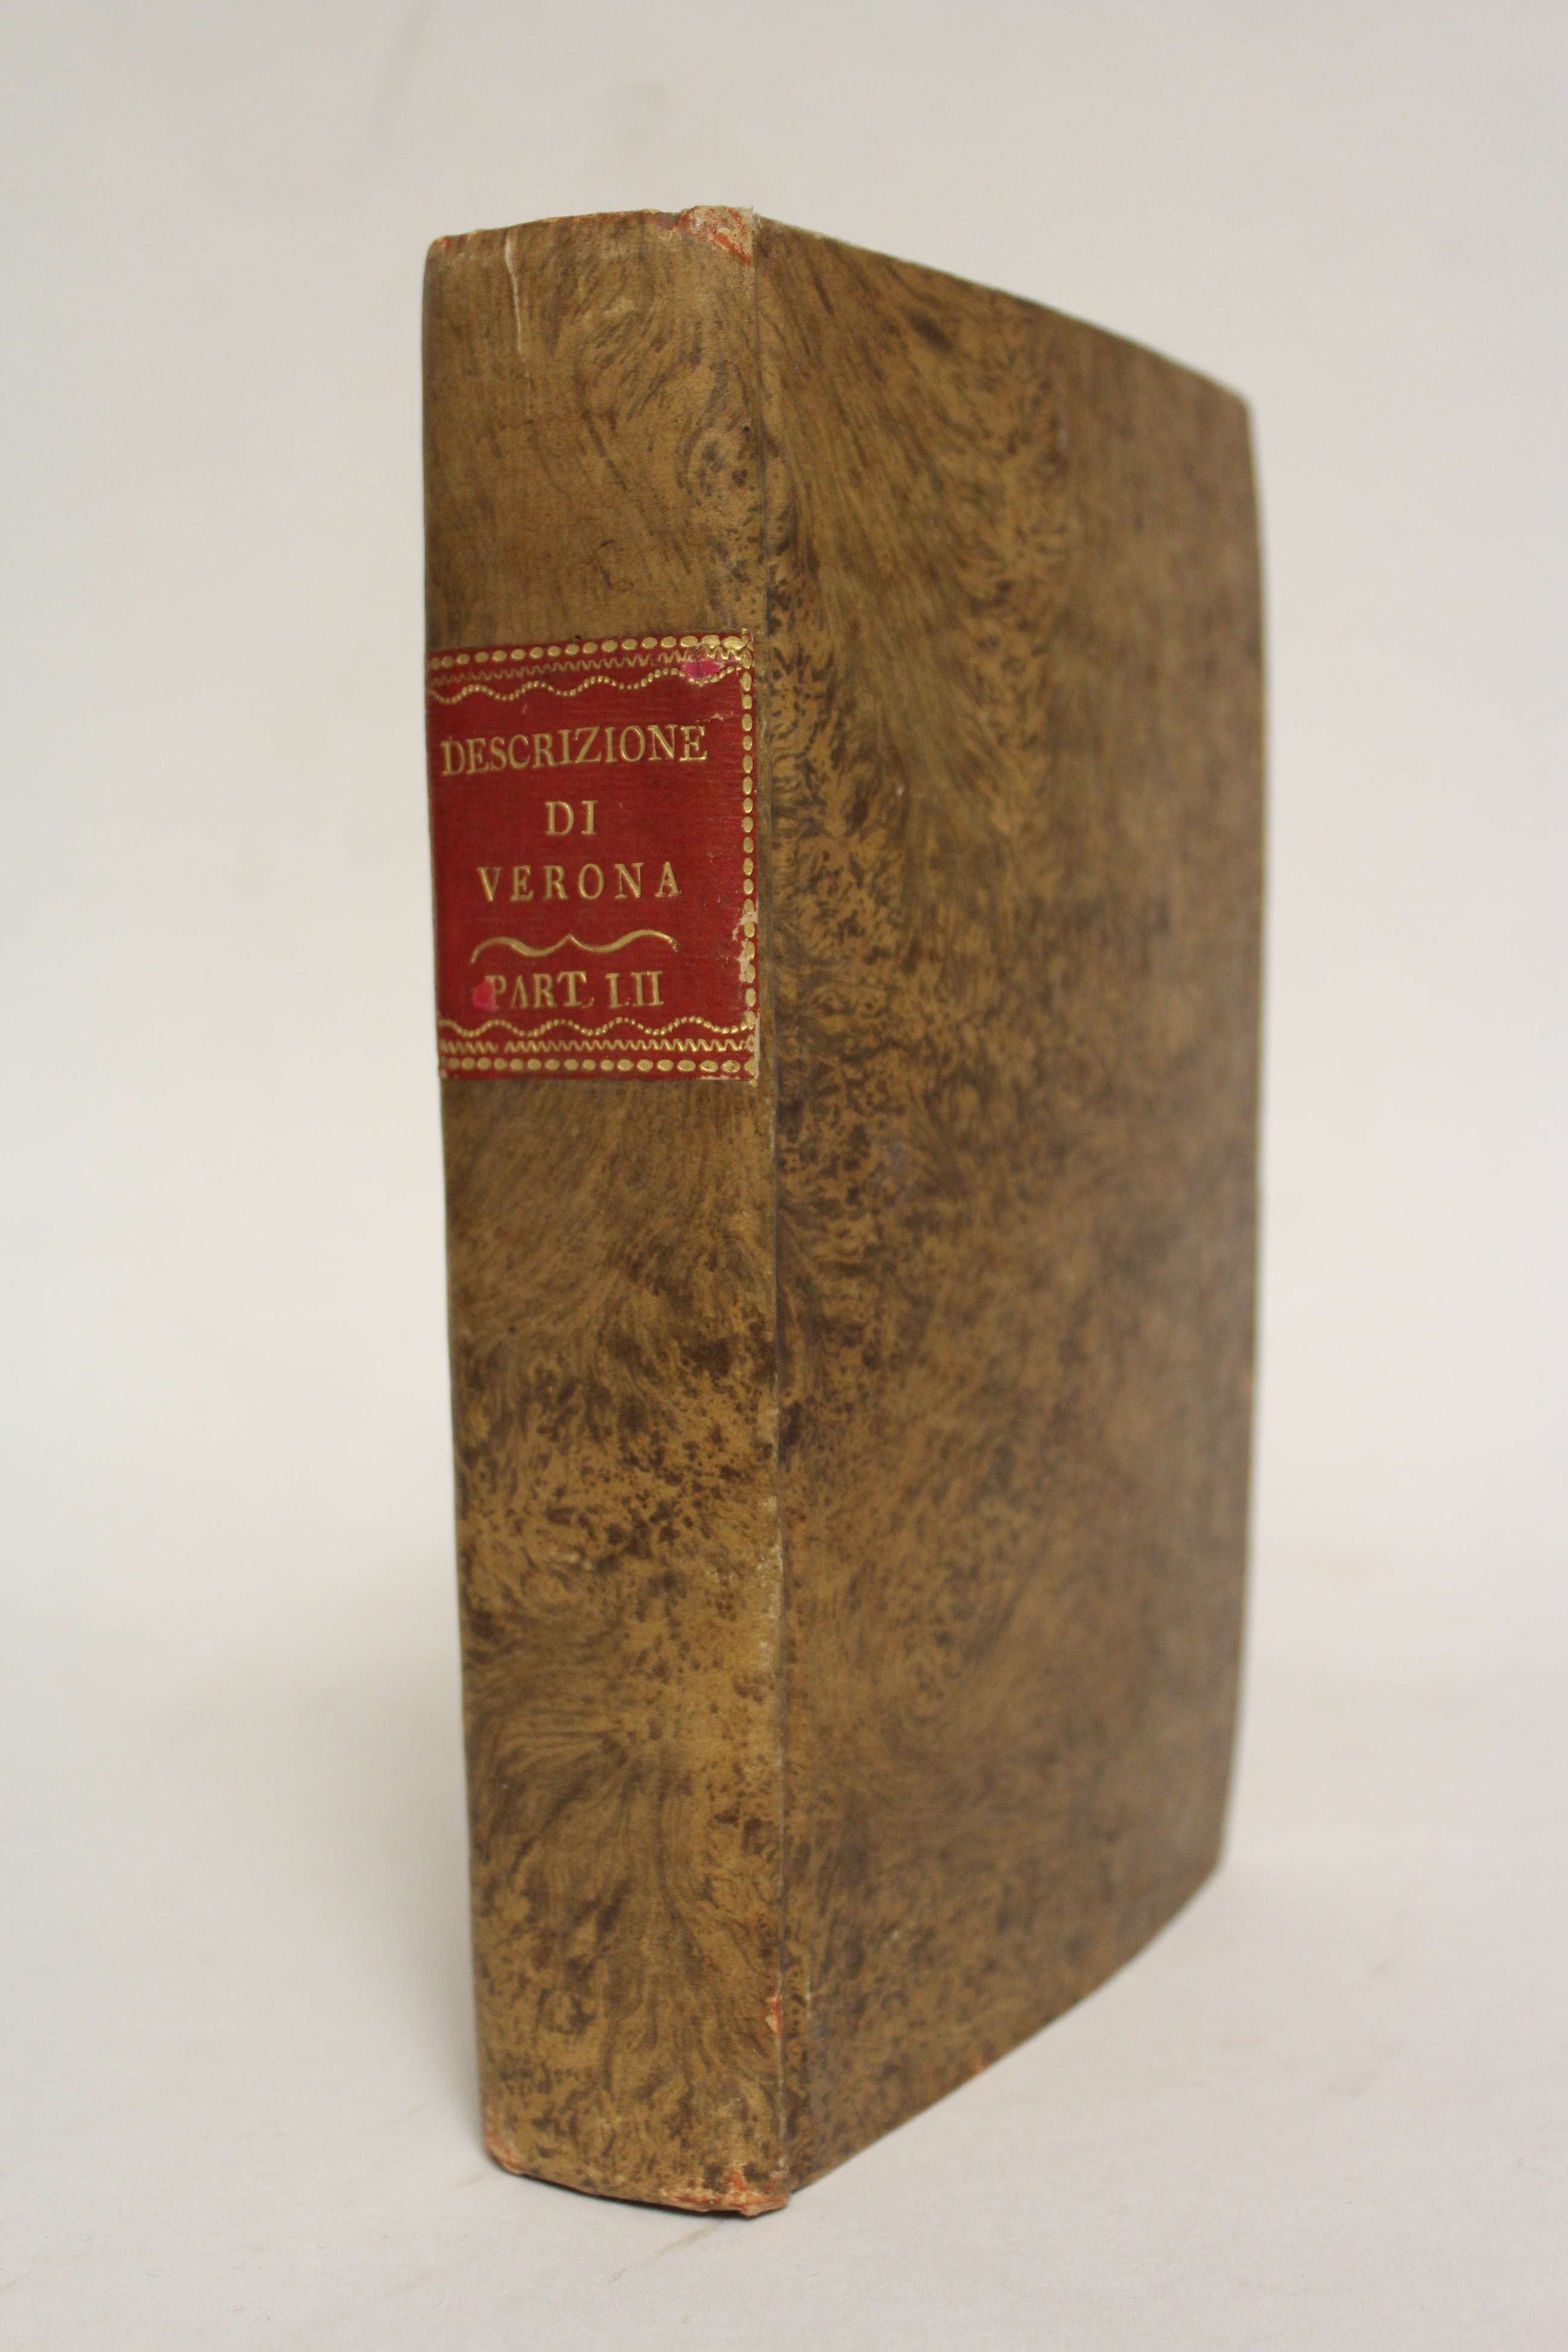 DESCRIZIONE
DI
VERONA
PART. I.II